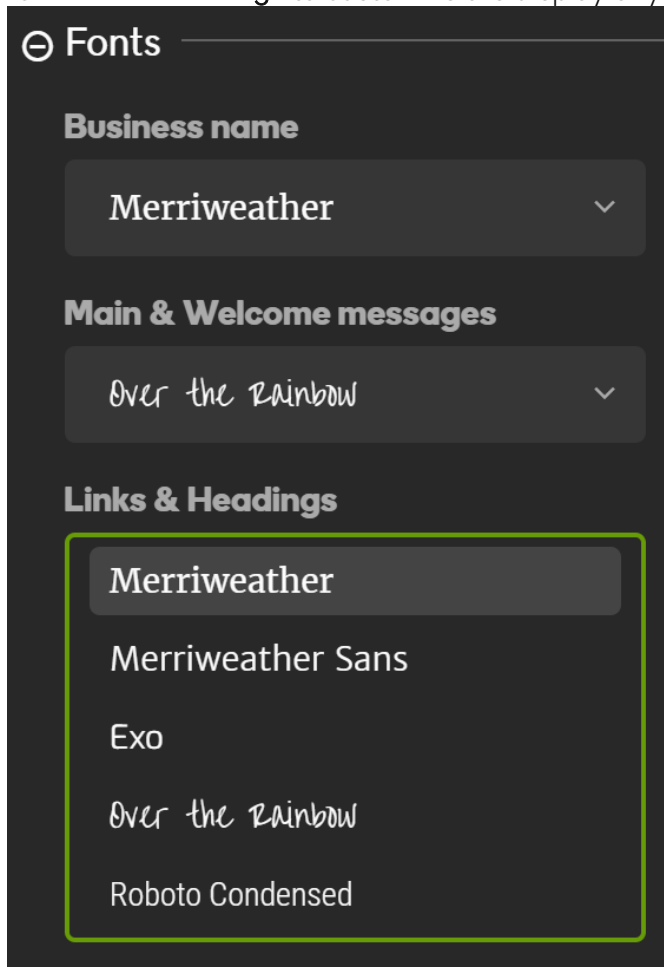 Fonts
Business name
Merriweather
Main & Welcome messages
Over the Rainbow
Links & Headings
Merriweather
Merriweather Sans
Exo
Over the Rainbow
Roboto Condensed